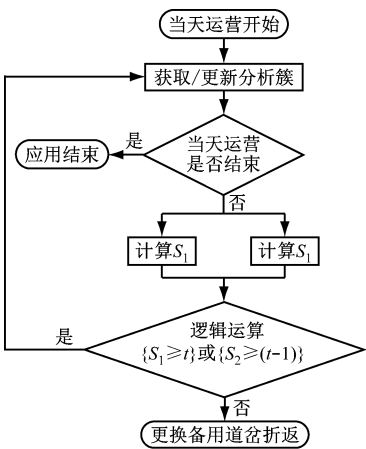 当天运营开始
获取/更新分析簇
当天运营
是否结束
是
应用结束
否
计算S₁
计算S₁
逻辑运算
{S₁≥t}或{S₂≥(t-1)}
是
否
更换备用道岔折返